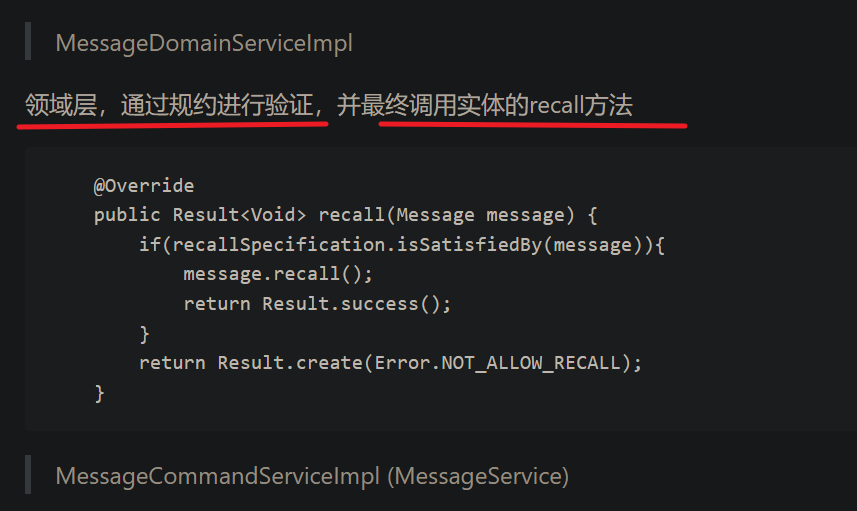 MessageDomainServiceImpl
领域层，通过规约进行验证，并最终调用实体的recall方法
@Override
public Result<Void> recall(Message message) {
if(recallSpecification.isSatisfiedBy(message)){
message.recall();
return Result.success();
}
return Result.create(Error.NOT_ALLOW_RECALL);
}
MessageCommandServiceImpl (MessageService)